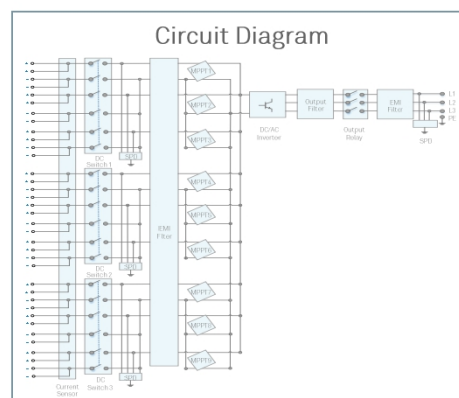 Circuit Diagram
MPPT1
MPPT2
MPPT3
SPD
DC
Switch 1
MPPT4
MPPT5
MPPT6
SPD
DC
Switch 2
EMI
Filter
MPPT7
MPPT8
MPPT9
SPD
DC
Switch 3
Current
Sensor
DC/AC
Inverter
Output
Filter
Output
Relay
EMI
Filter
L1
L2
L3
PE
SPD